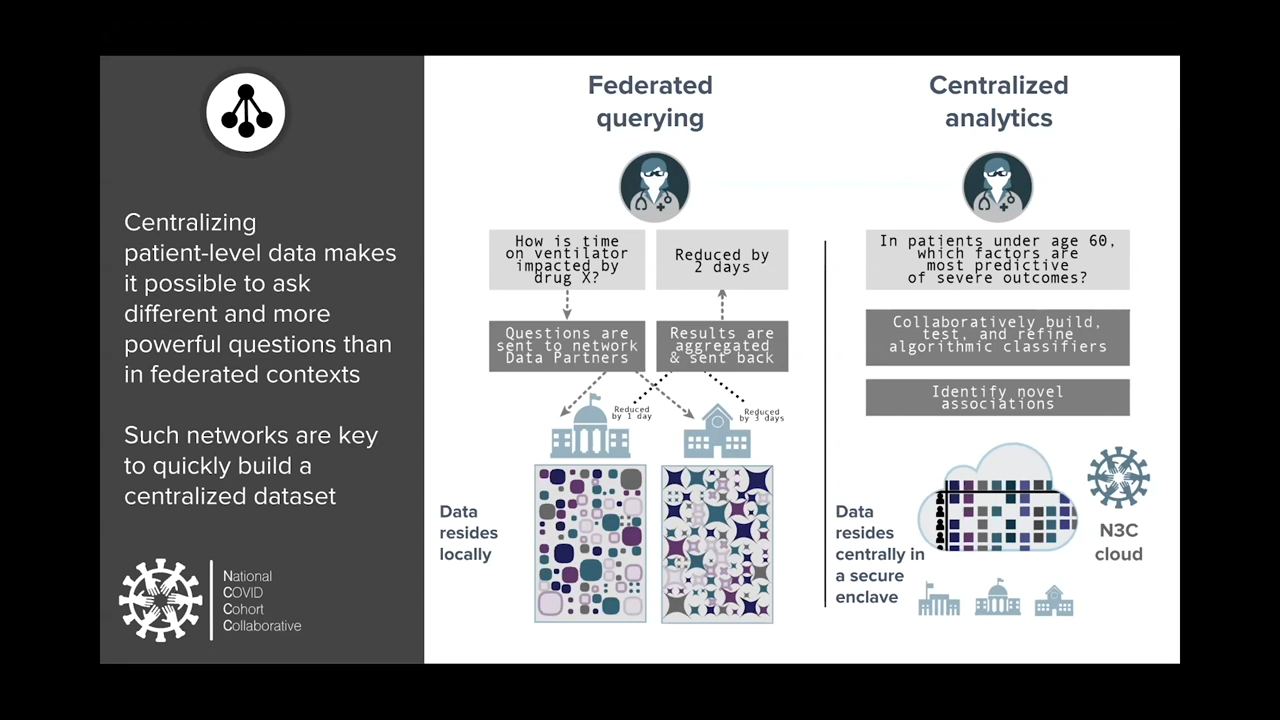 Centralizing
patient-level data makes
it possible to ask
different and more
powerful questions than
in federated contexts
Such networks are key
to quickly build a
centralized dataset
National
COVID
Cohort
Collaborative
Federated
querying
How is time
on ventilator
impacted by
drug X?
Reduced by
2 days
Questions are
sent to network
Data Partners
Results are
aggregated
& sent back
Reduced
by 1 day
Reduced
by 3 days
Data
resides
locally
Centralized
analytics
In patients under age 60,
which factors are
most predictive
of severe outcomes?
Collaboratively build,
test, and refine
algorithmic classifiers
Identify novel
associations
Data
resides
centrally in
a secure
enclave
N3C
cloud